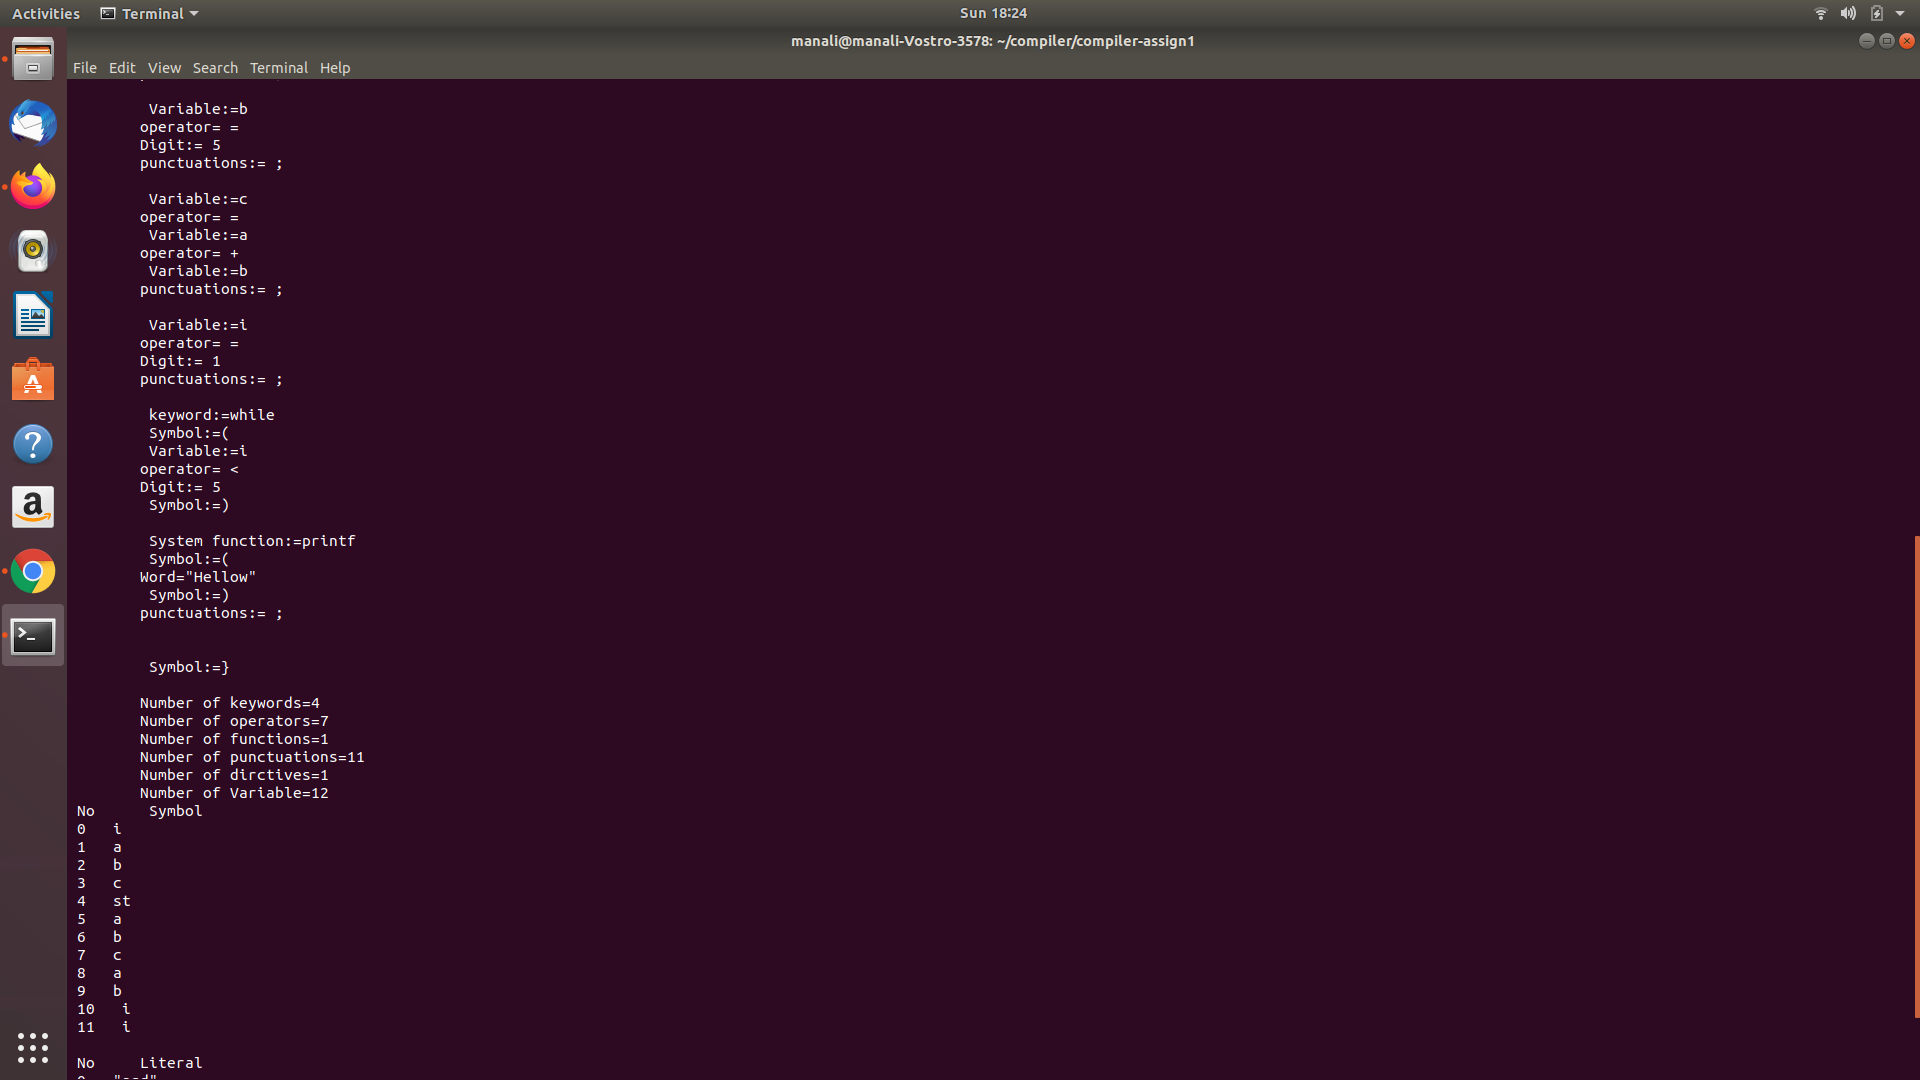 Activities Terminal Sun 18:24
manali@manali-Vostro-3578: ~/compiler/compiler-assign1
File Edit View Search Terminal Help
Variable:=b
operator= =
Digit:= 5
punctuations:= ;
Variable:=c
operator= =
Variable:=a
operator= +
Variable:=b
punctuations:= ;
Variable:=i
operator= =
Digit:= 1
punctuations:= ;
keyword:=while
Symbol:=(
Variable:=i
operator= <
Digit:= 5
Symbol:=)
System function:=printf
Symbol:=(
Word="Hellow"
Symbol:=)
punctuations:= ;
Symbol:=}
Number of keywords=4
Number of operators=7
Number of functions=1
Number of punctuations=11
Number of dirctives=1
Number of Variable=12
No Symbol
0 i
1 a
2 b
3 c
4 st
5 a
6 b
7 c
8 a
9 b
10 i
11 i
No Literal